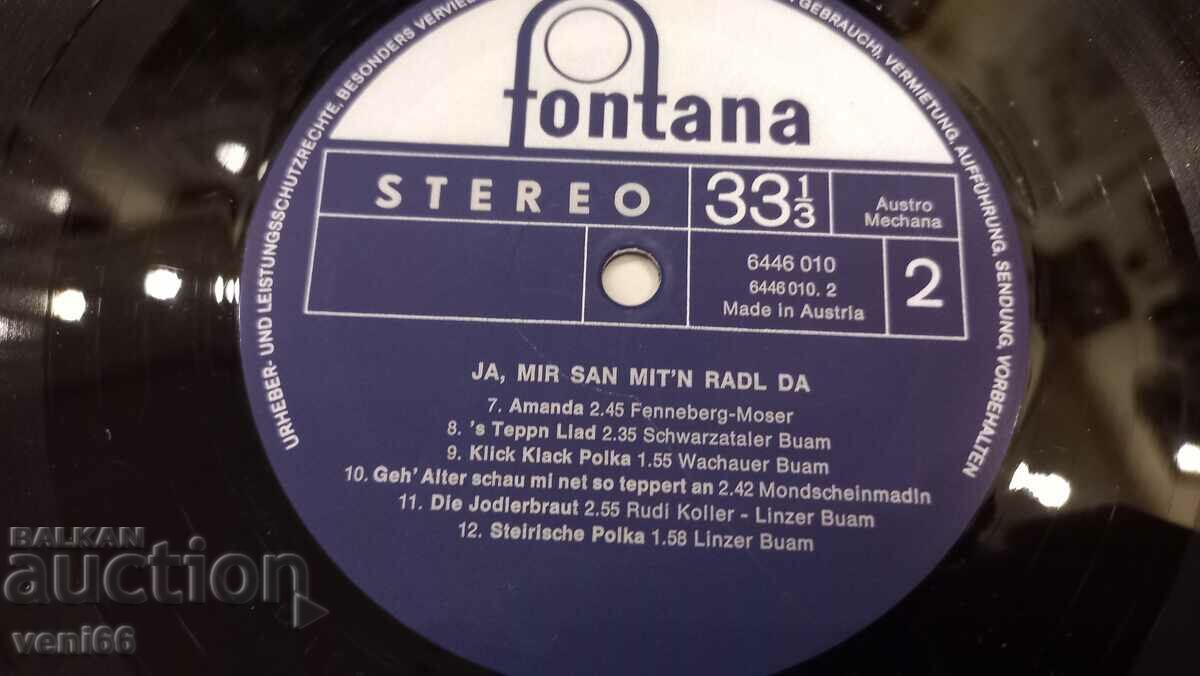 fontana
STEREO
33 1/3
Austro
Mechana
6446 010
6446 010. 2
Made in Austria
2
JA, MIR SAN MIT'N RADL DA
7. Amanda 2.45 Fenneberg-Moser
8. 's Teppn Liad 2.35 Schwarzataler Buam
9. Klick Klack Polka 1.55 Wachauer Buam
10. Geh' Alter schau mi net so teppert an 2.42 Mondscheinmadln
11. Die Jodlerbraut 2.55 Rudi Koller - Linzer Buam
12. Steirische Polka 1.58 Linzer Buam
URHEBER- UND LEISTUNGSSCHUTZRECHTE, BESONDERS
GEBRAUCH), VERMIETUNG, AUFFÜHRUNG, SENDUNG, VORBEHALTEN
BALKAN
auction
veni66